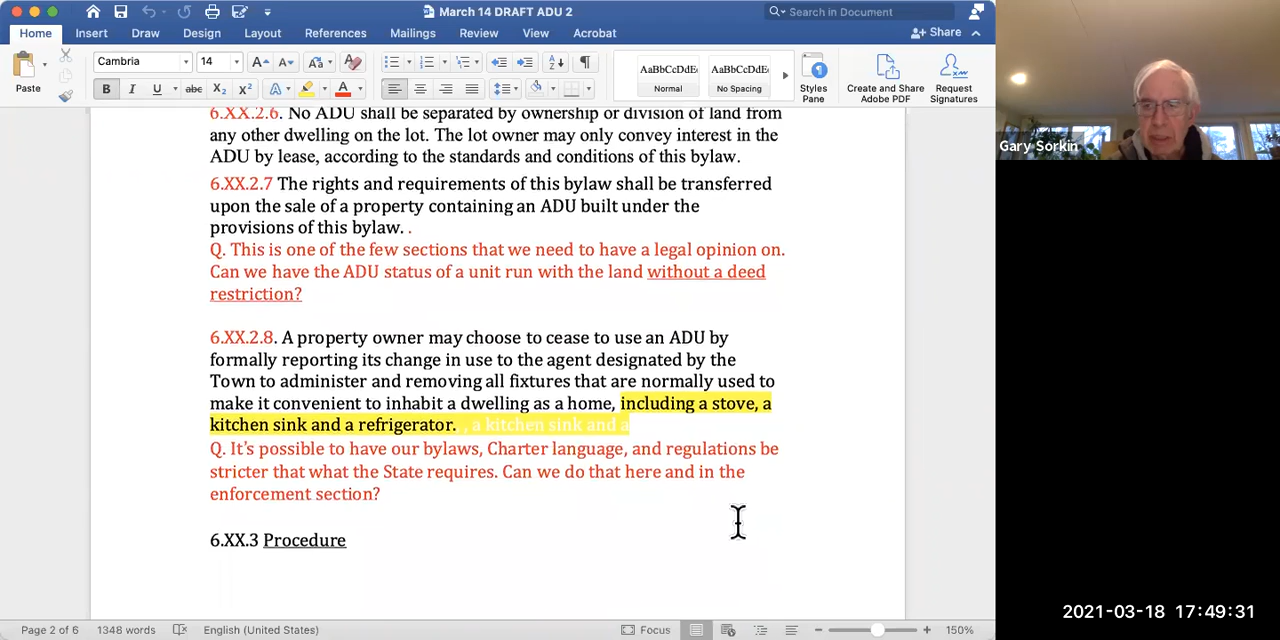 March 14 DRAFT ADU 2
Search in Document
Home Insert Draw Design Layout References Mailings Review View Acrobat Share
Paste Cambria 14 AaBbCcDdE AaBbCcDdE Styles Pane Create and Share Adobe PDF Request Signatures
Normal No Spacing
6.XX.2.6. No ADU shall be separated by ownership or division of land from
any other dwelling on the lot. The lot owner may only convey interest in the
ADU by lease, according to the standards and conditions of this bylaw.
6.XX.2.7 The rights and requirements of this bylaw shall be transferred
upon the sale of a property containing an ADU built under the
provisions of this bylaw. .
Q. This is one of the few sections that we need to have a legal opinion on.
Can we have the ADU status of a unit run with the land without a deed
restriction?
6.XX.2.8. A property owner may choose to cease to use an ADU by
formally reporting its change in use to the agent designated by the
Town to administer and removing all fixtures that are normally used to
make it convenient to inhabit a dwelling as a home, including a stove, a
kitchen sink and a refrigerator. , a kitchen sink and a
Q. It’s possible to have our bylaws, Charter language, and regulations be
stricter that what the State requires. Can we do that here and in the
enforcement section?
6.XX.3 Procedure
Page 2 of 6 1348 words English (United States) Focus 150%
Gary Sorkin
2021-03-18 17:49:31